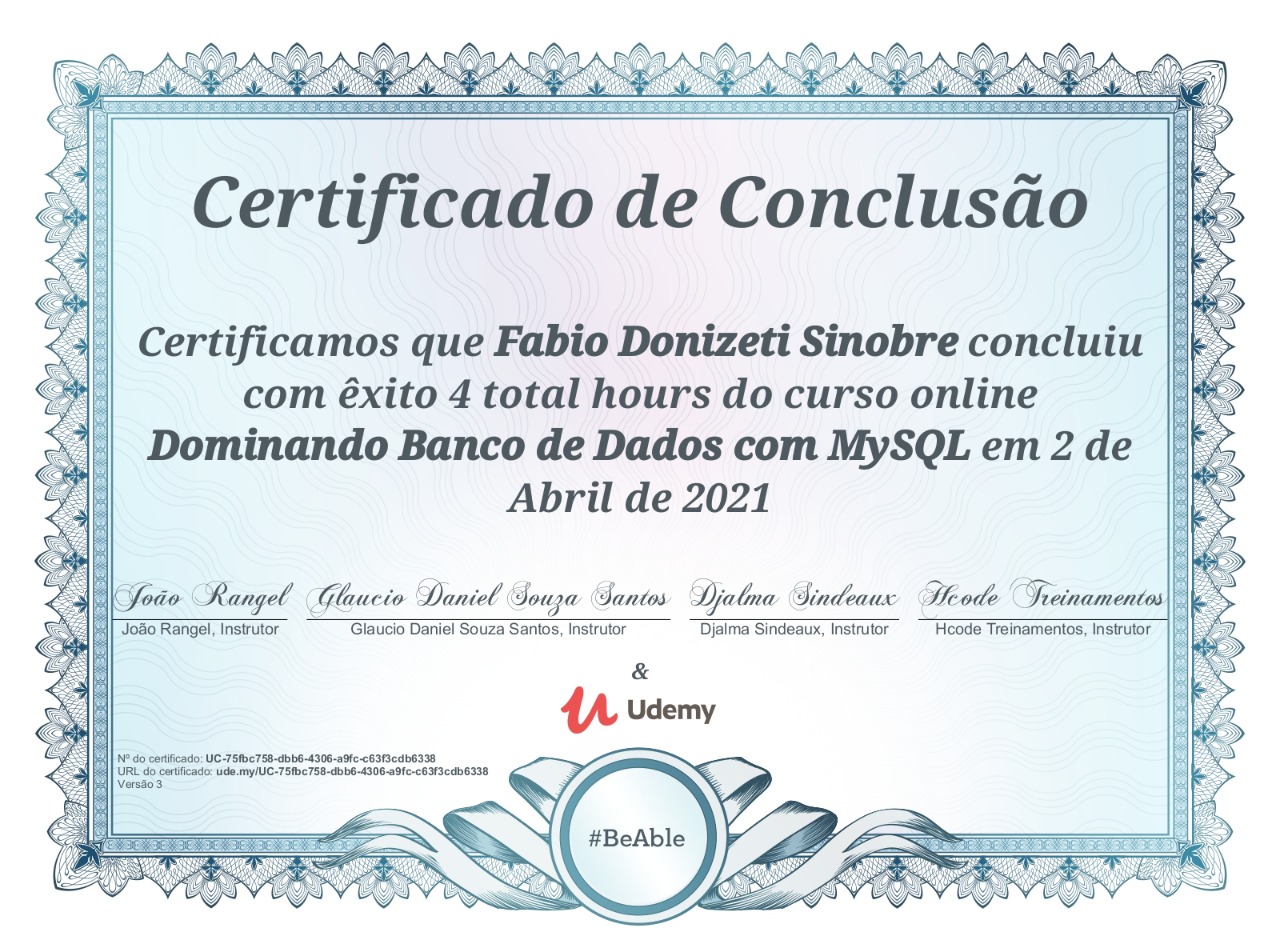 Certificado de Conclusão
Certificamos que Fabio Donizeti Sinobre concluiu
com êxito 4 total hours do curso online
Dominando Banco de Dados com MySQL em 2 de
Abril de 2021
João Rangel Glaucio Daniel Souza Santos Djalma Sindeaux Hcode Treinamentos
João Rangel, Instrutor Glaucio Daniel Souza Santos, Instrutor Djalma Sindeaux, Instrutor Hcode Treinamentos, Instrutor
&
Udemy
Nº do certificado: UC-75fbc758-dbb6-4306-a9fc-c63f3cdb6338
URL do certificado: ude.my/UC-75fbc758-dbb6-4306-a9fc-c63f3cdb6338
Versão 3
#BeAble